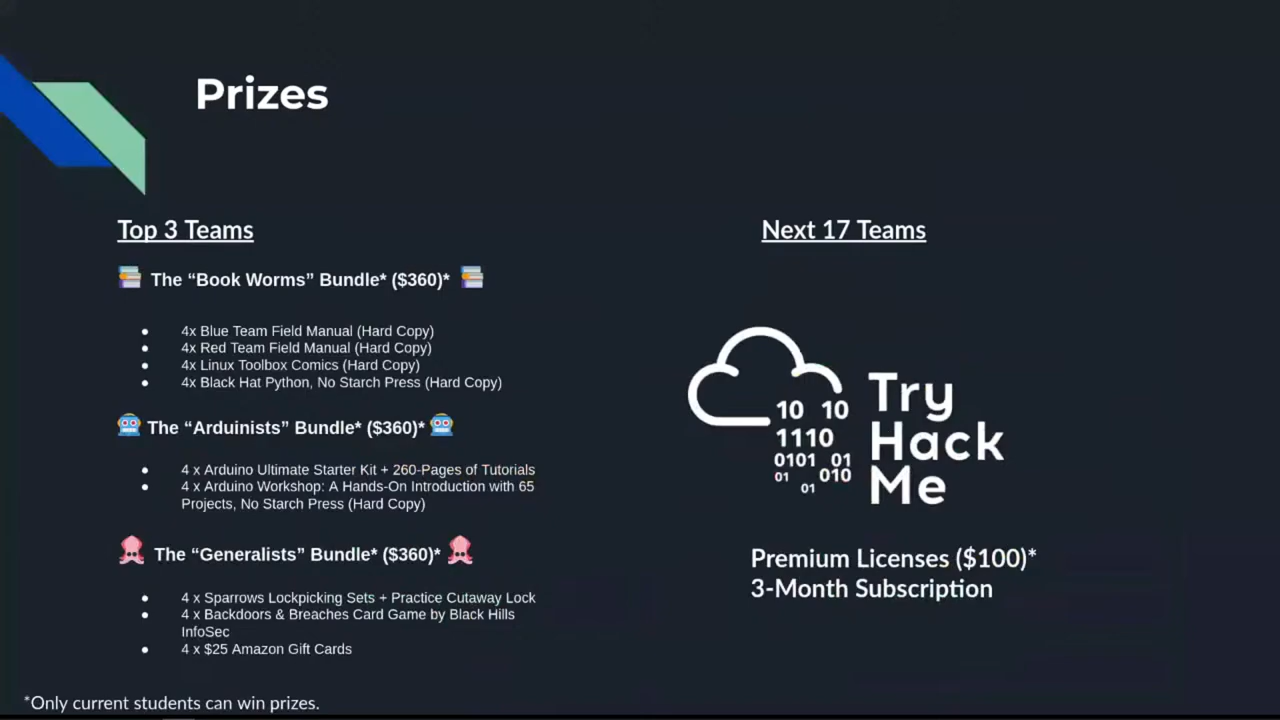 Prizes
Top 3 Teams
📚 The “Book Worms” Bundle* ($360)* 📚
● 4x Blue Team Field Manual (Hard Copy)
● 4x Red Team Field Manual (Hard Copy)
● 4x Linux Toolbox Comics (Hard Copy)
● 4x Black Hat Python, No Starch Press (Hard Copy)
🤖 The “Arduinists” Bundle* ($360)* 🤖
● 4 x Arduino Ultimate Starter Kit + 260-Pages of Tutorials
● 4 x Arduino Workshop: A Hands-On Introduction with 65
Projects, No Starch Press (Hard Copy)
🦑 The “Generalists” Bundle* ($360)* 🦑
● 4 x Sparrows Lockpicking Sets + Practice Cutaway Lock
● 4 x Backdoors & Breaches Card Game by Black Hills
InfoSec
● 4 x $25 Amazon Gift Cards
Next 17 Teams
10 10
1110
0101 01
01 010
01
Try
Hack
Me
Premium Licenses ($100)*
3-Month Subscription
*Only current students can win prizes.